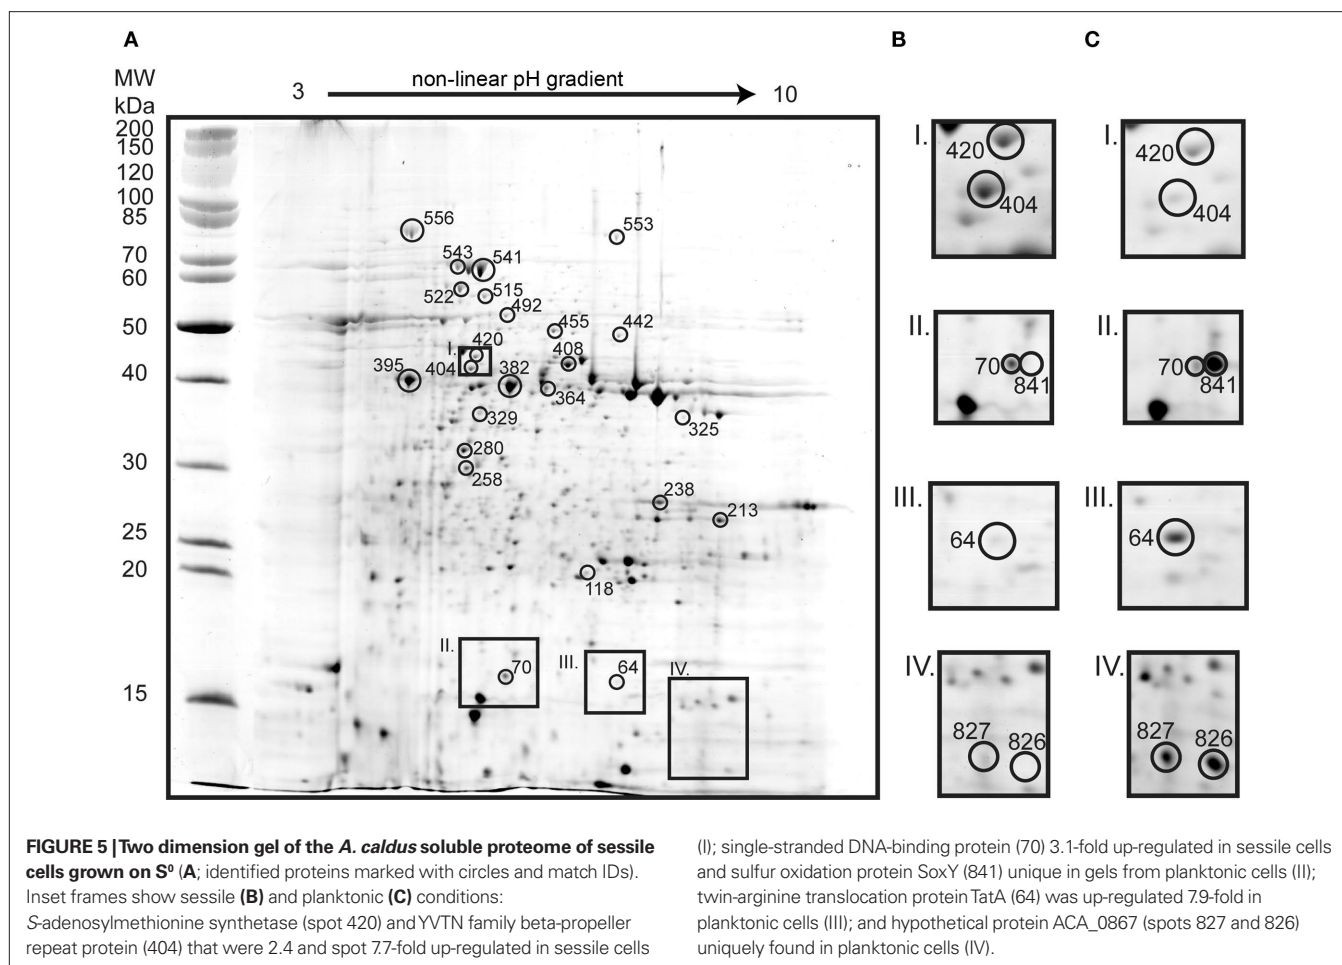 A
B
C
MW
kDa
3
non-linear pH gradient
10
200
150
120
100
85
70
60
50
40
30
25
20
15
556
553
543
541
522
515
492
455
442
I.
420
408
404
395
382
364
329
325
280
258
238
213
118
II.
70
III.
64
IV.
I.
420
404
I.
420
404
II.
70
841
II.
70
841
III.
64
III.
64
IV.
827
826
IV.
827
826
FIGURE 5 | Two dimension gel of the A. caldus soluble proteome of sessile
cells grown on S⁰ (A; identified proteins marked with circles and match IDs).
Inset frames show sessile (B) and planktonic (C) conditions:
S-adenosylmethionine synthetase (spot 420) and YVTN family beta-propeller
repeat protein (404) that were 2.4 and spot 7.7-fold up-regulated in sessile cells
(I); single-stranded DNA-binding protein (70) 3.1-fold up-regulated in sessile cells
and sulfur oxidation protein SoxY (841) unique in gels from planktonic cells (II);
twin-arginine translocation protein TatA (64) was up-regulated 7.9-fold in
planktonic cells (III); and hypothetical protein ACA_0867 (spots 827 and 826)
uniquely found in planktonic cells (IV).